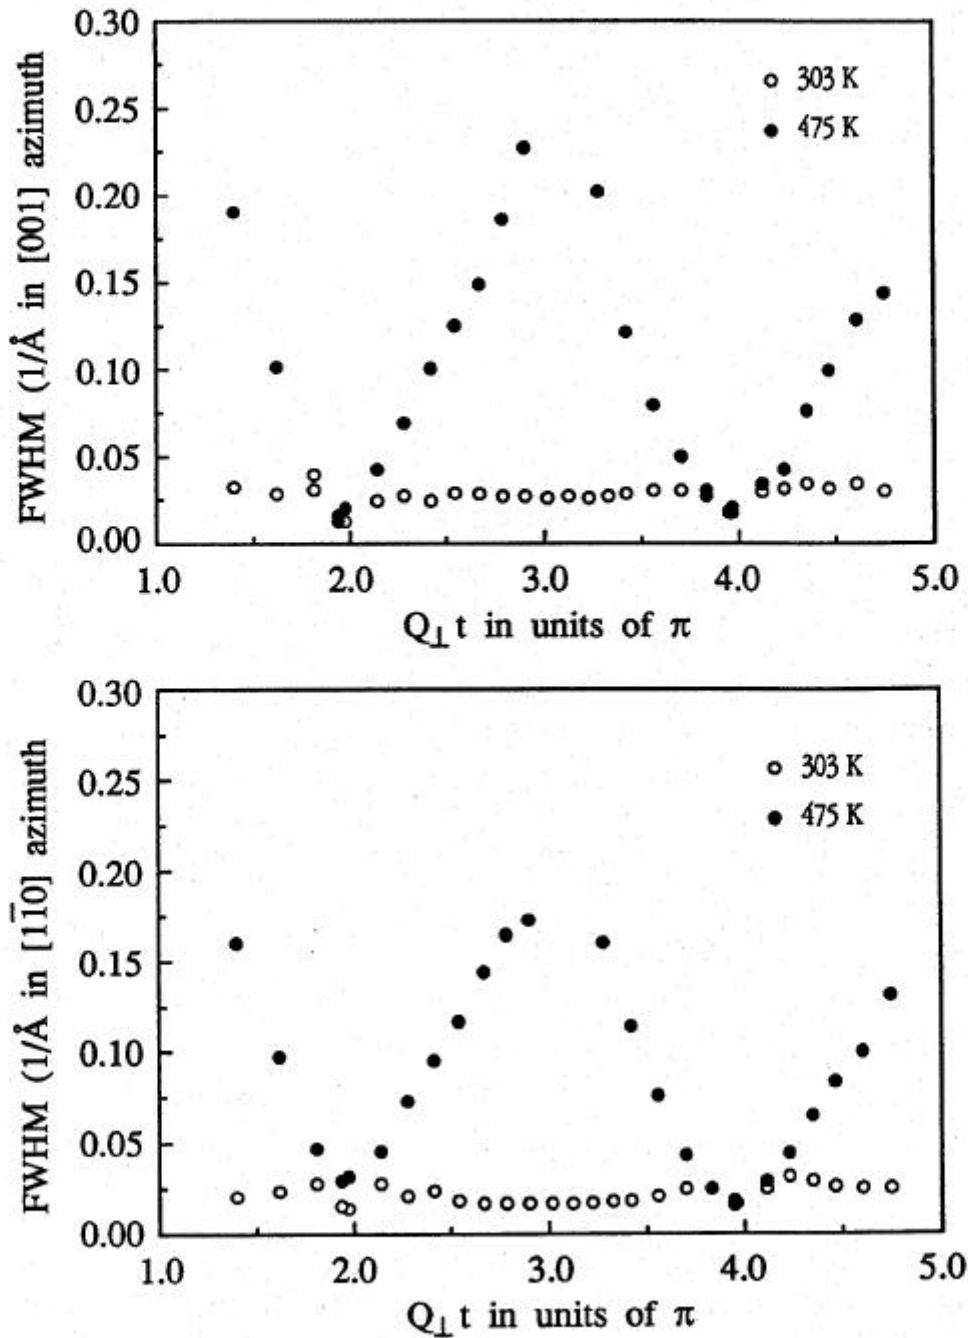 FWHM (1/Å in [001] azimuth
0.30
0.25
0.20
0.15
0.10
0.05
0.00
303 K
475 K
1.0 2.0 3.0 4.0 5.0
Q⊥ t in units of π
FWHM (1/Å in [11̅0] azimuth
0.30
0.25
0.20
0.15
0.10
0.05
0.00
303 K
475 K
1.0 2.0 3.0 4.0 5.0
Q⊥ t in units of π